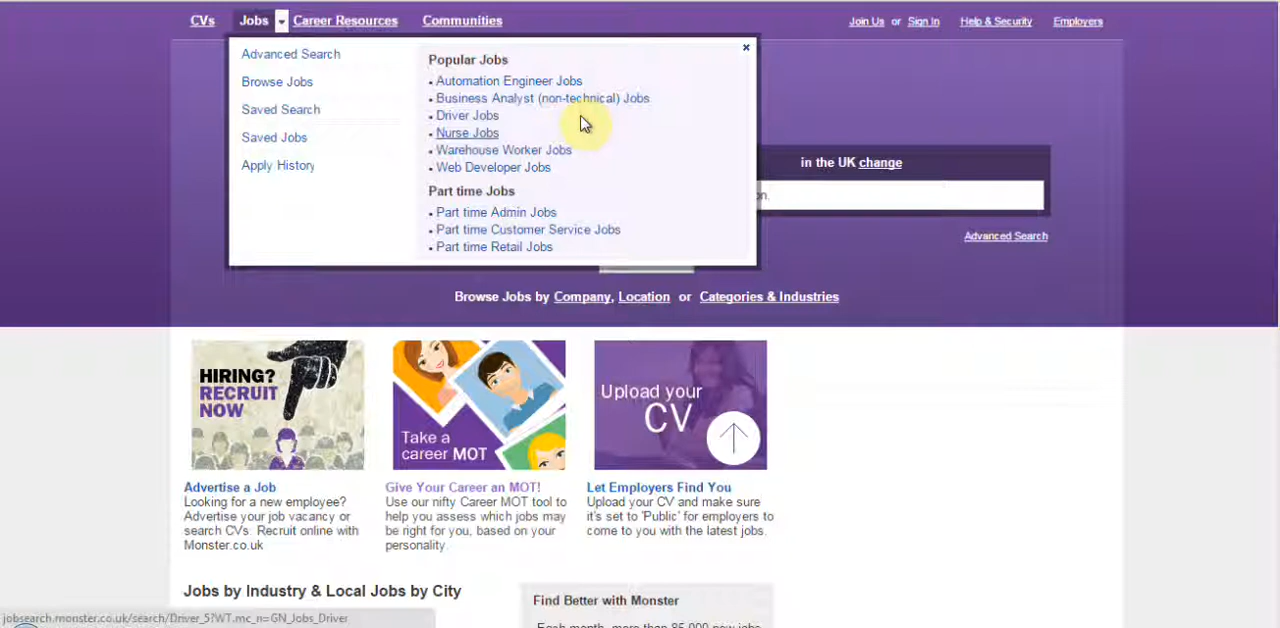 CVs Jobs Career Resources Communities Join Us or Sign In Help & Security Employers
Advanced Search
Browse Jobs
Saved Search
Saved Jobs
Apply History
Popular Jobs
Automation Engineer Jobs
Business Analyst (non-technical) Jobs
Driver Jobs
Nurse Jobs
Warehouse Worker Jobs
Web Developer Jobs
Part time Jobs
Part time Admin Jobs
Part time Customer Service Jobs
Part time Retail Jobs
in the UK change
Advanced Search
Browse Jobs by Company, Location or Categories & Industries
HIRING?
RECRUIT
NOW
Take a
career MOT
Upload your
CV
Advertise a Job
Looking for a new employee?
Advertise your job vacancy or
search CVs. Recruit online with
Monster.co.uk
Give Your Career an MOT!
Use our nifty Career MOT tool to
help you assess which jobs may
be right for you, based on your
personality.
Let Employers Find You
Upload your CV and make sure
it's set to 'Public' for employers to
come to you with the latest jobs.
Jobs by Industry & Local Jobs by City
Find Better with Monster
Each month, more than 85,000 new jobs
jobsearch.monster.co.uk/search/Driver_5?WT.mc_n=GN_Jobs_Driver